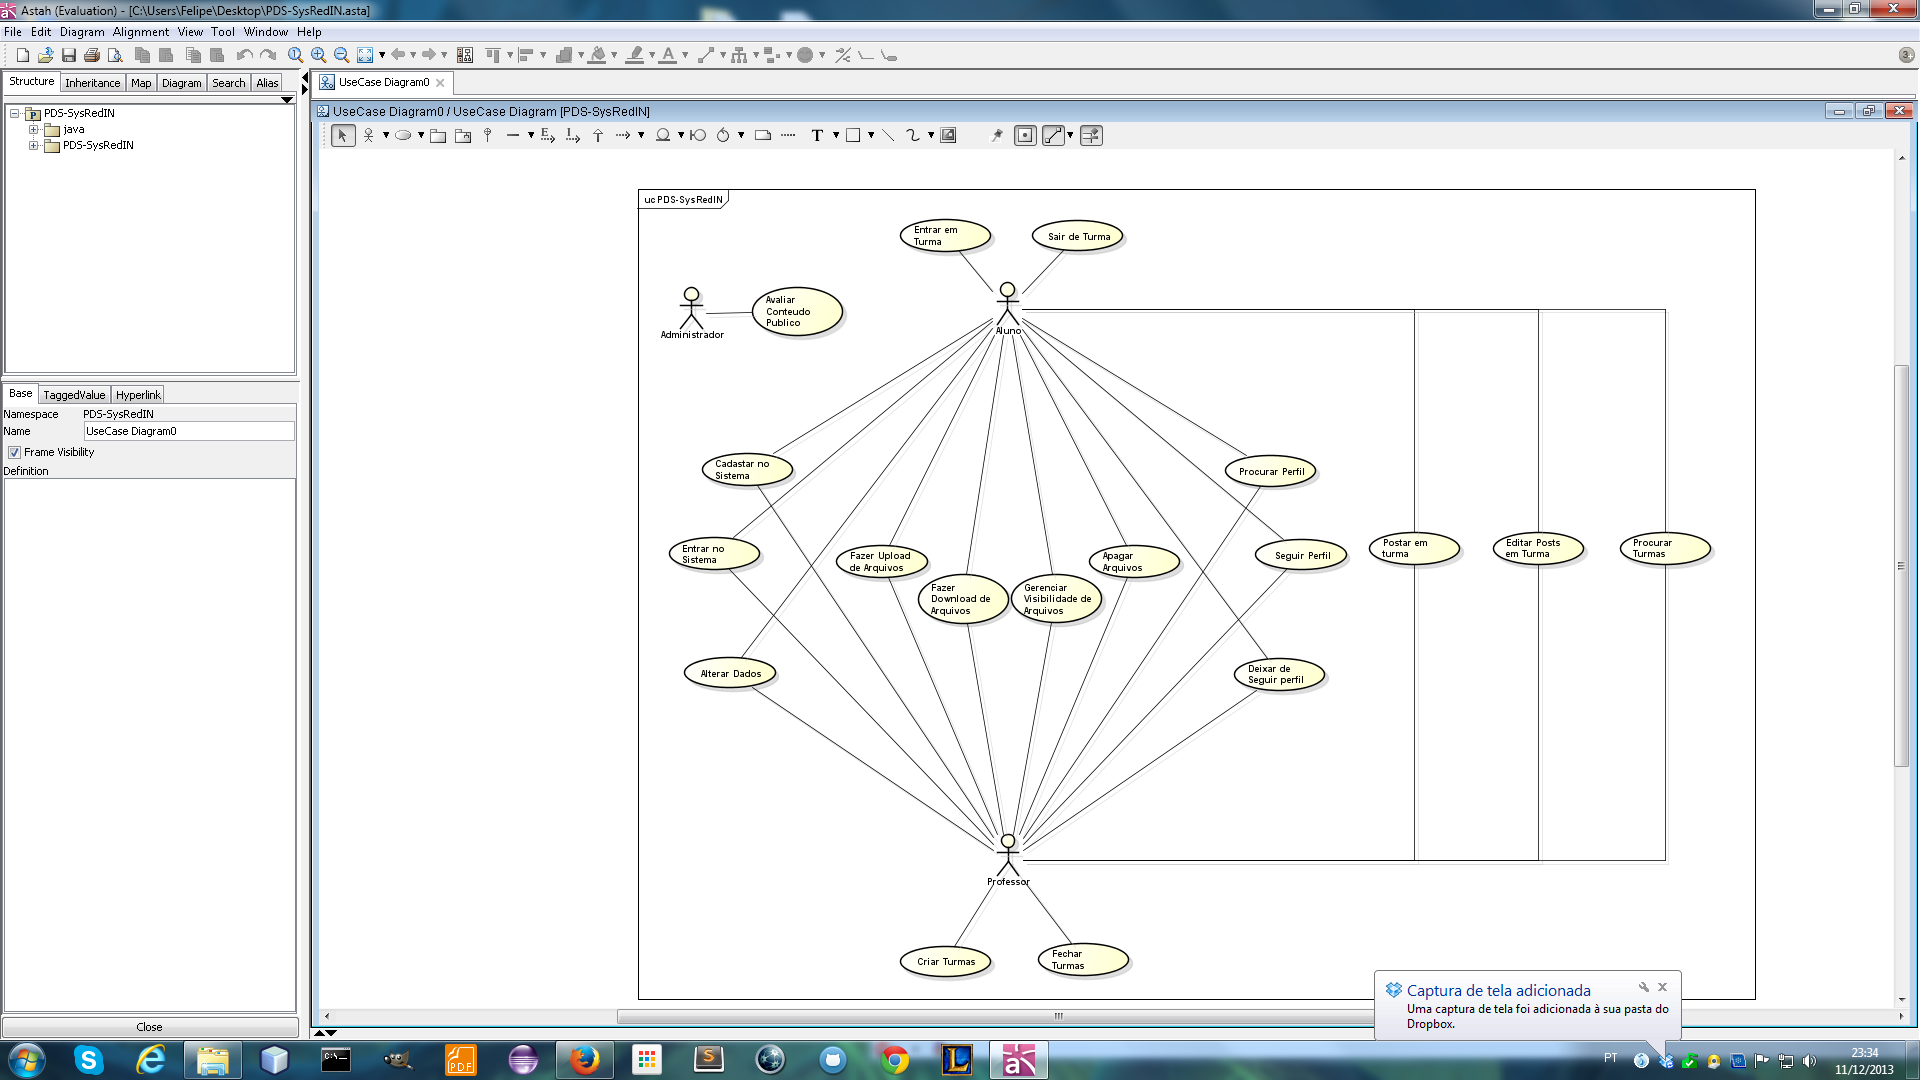 Astah (Evaluation) - [C:\Users\Felipe\Desktop\PDS-SysRedIN.asta]
File Edit Diagram Alignment View Tool Window Help
Structure Inheritance Map Diagram Search Alias
PDS-SysRedIN
java
PDS-SysRedIN
Base TaggedValue Hyperlink
Namespace PDS-SysRedIN
Name UseCase Diagram0
Frame Visibility
Definition
Close
UseCase Diagram0
UseCase Diagram0 / UseCase Diagram [PDS-SysRedIN]
uc PDS-SysRedIN
Entrar em
Turma
Sair de Turma
Administrador
Avaliar
Conteudo
Publico
Aluno
Cadastar no
Sistema
Procurar Perfil
Entrar no
Sistema
Fazer Upload
de Arquivos
Fazer
Download de
Arquivos
Gerenciar
Visibilidade de
Arquivos
Apagar
Arquivos
Seguir Perfil
Postar em
turma
Editar Posts
em Turma
Procurar
Turmas
Alterar Dados
Deixar de
Seguir perfil
Professor
Criar Turmas
Fechar
Turmas
Captura de tela adicionada
Uma captura de tela foi adicionada à sua pasta do
Dropbox.
PT
23:34
11/12/2013